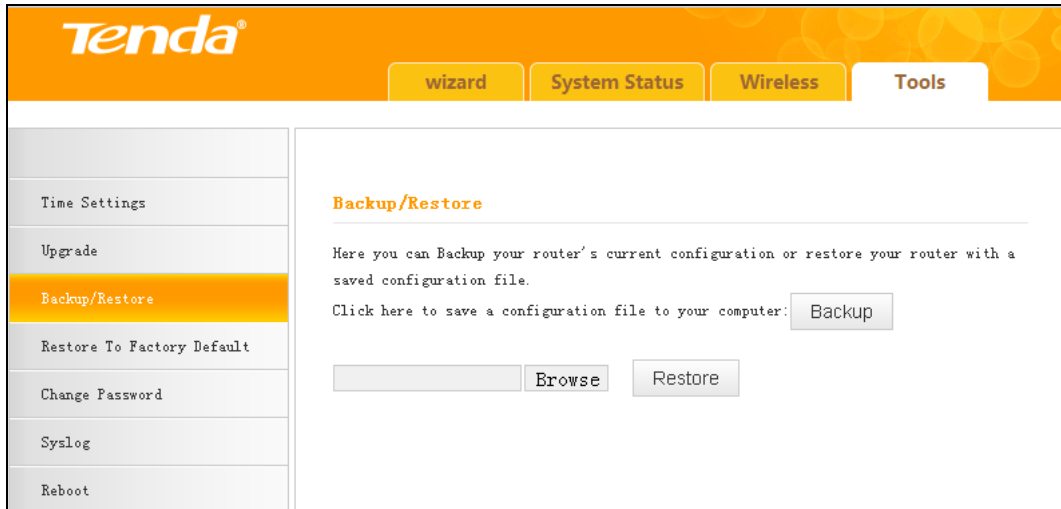 Tenda®
wizard System Status Wireless Tools
Time Settings
Upgrade
Backup/Restore
Restore To Factory Default
Change Password
Syslog
Reboot
Backup/Restore
Here you can Backup your router's current configuration or restore your router with a
saved configuration file.
Click here to save a configuration file to your computer: Backup
Browse Restore